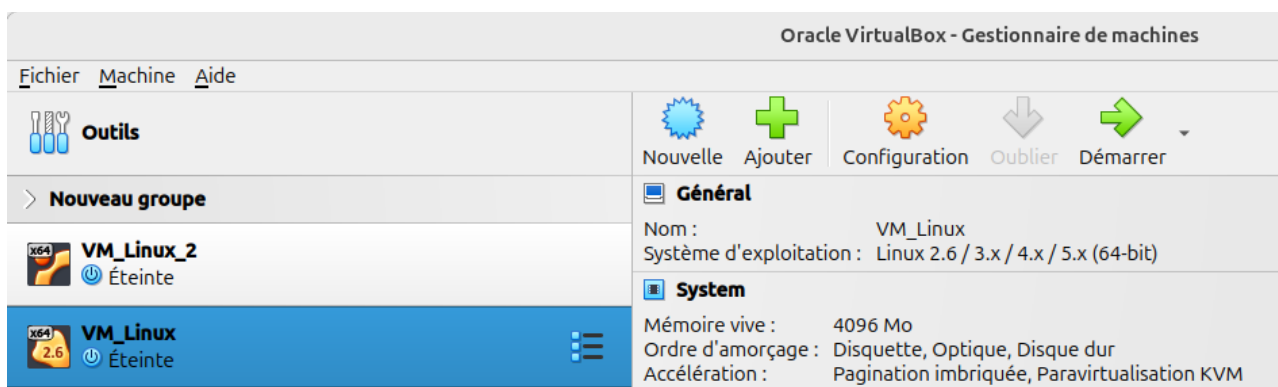 Oracle VirtualBox - Gestionnaire de machines
Fichier Machine Aide
Outils
Nouvelle Ajouter Configuration Oublier Démarrer
Nouveau groupe
x64
VM_Linux_2
Éteinte
x64
2.6
VM_Linux
Éteinte
Général
Nom : VM_Linux
Système d'exploitation : Linux 2.6 / 3.x / 4.x / 5.x (64-bit)
System
Mémoire vive : 4096 Mo
Ordre d'amorçage : Disquette, Optique, Disque dur
Accélération : Pagination imbriquée, Paravirtualisation KVM